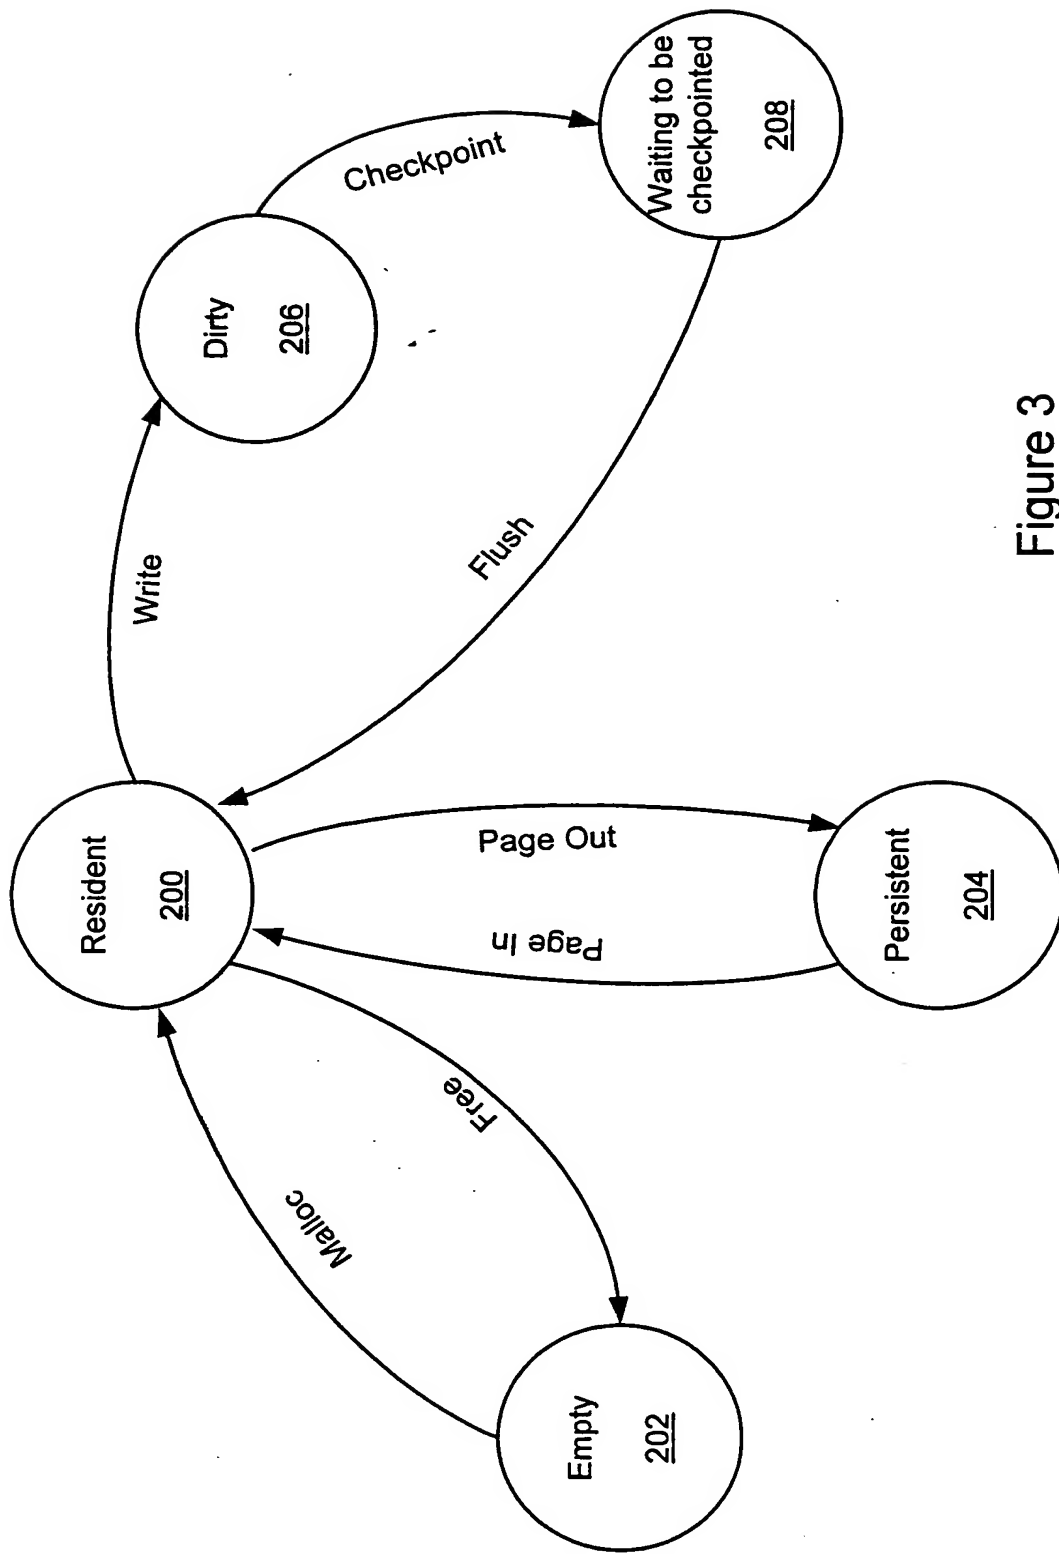 Resident
200
Write
Dirty
206
Checkpoint
Waiting to be
checkpointed
208
Flush
Page Out
Page In
Persistent
204
Free
Malloc
Empty
202
Figure 3